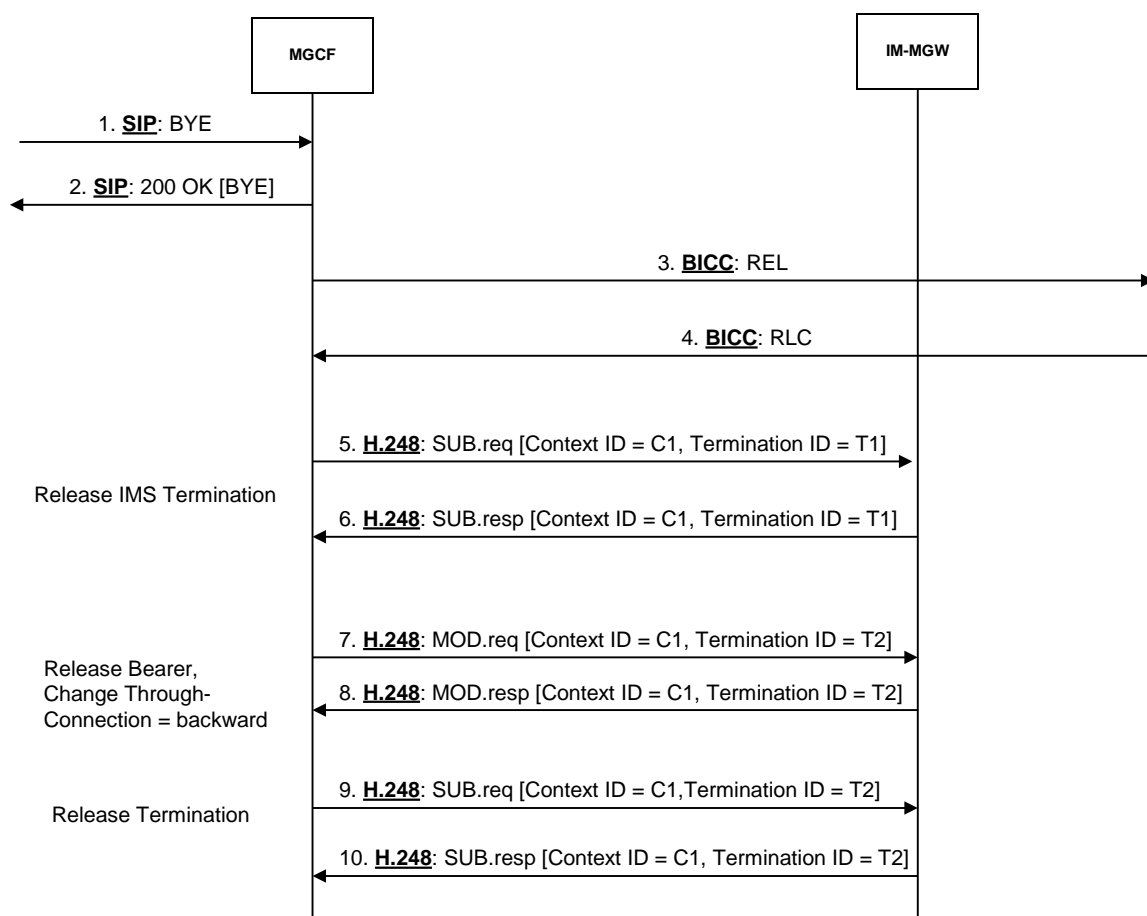 MGCF
IM-MGW
1. SIP: BYE
2. SIP: 200 OK [BYE]
3. BICC: REL
4. BICC: RLC
5. H.248: SUB.req [Context ID = C1, Termination ID = T1]
Release IMS Termination
6. H.248: SUB.resp [Context ID = C1, Termination ID = T1]
7. H.248: MOD.req [Context ID = C1, Termination ID = T2]
Release Bearer,
Change Through-
Connection = backward
8. H.248: MOD.resp [Context ID = C1, Termination ID = T2]
9. H.248: SUB.req [Context ID = C1,Termination ID = T2]
Release Termination
10. H.248: SUB.resp [Context ID = C1, Termination ID = T2]